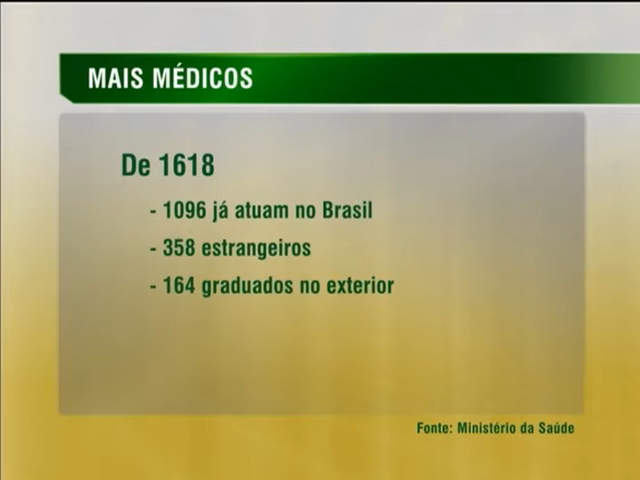 MAIS MÉDICOS
De 1618
- 1096 já atuam no Brasil
- 358 estrangeiros
- 164 graduados no exterior
Fonte: Ministério da Saúde